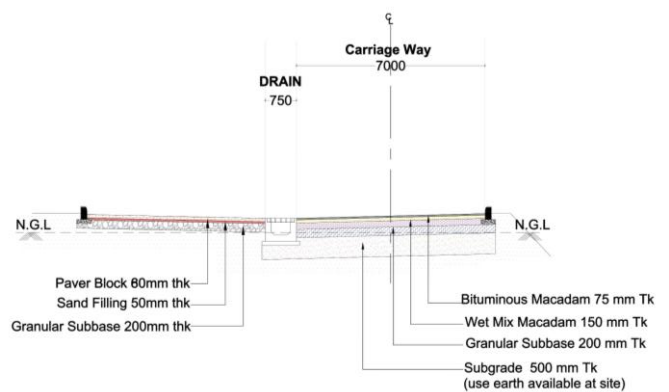 ℄
Carriage Way
7000
DRAIN
750
N.G.L
N.G.L
Paver Block 60mm thk
Sand Filling 50mm thk
Granular Subbase 200mm thk
Bituminous Macadam 75 mm Tk
Wet Mix Macadam 150 mm Tk
Granular Subbase 200 mm Tk
Subgrade 500 mm Tk
(use earth available at site)